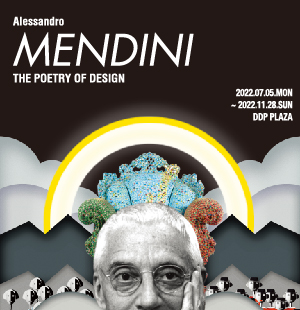 Alessandro
MENDINI
THE POETRY OF DESIGN
2022.07.05.MON
~ 2022.11.28.SUN
DDP PLAZA